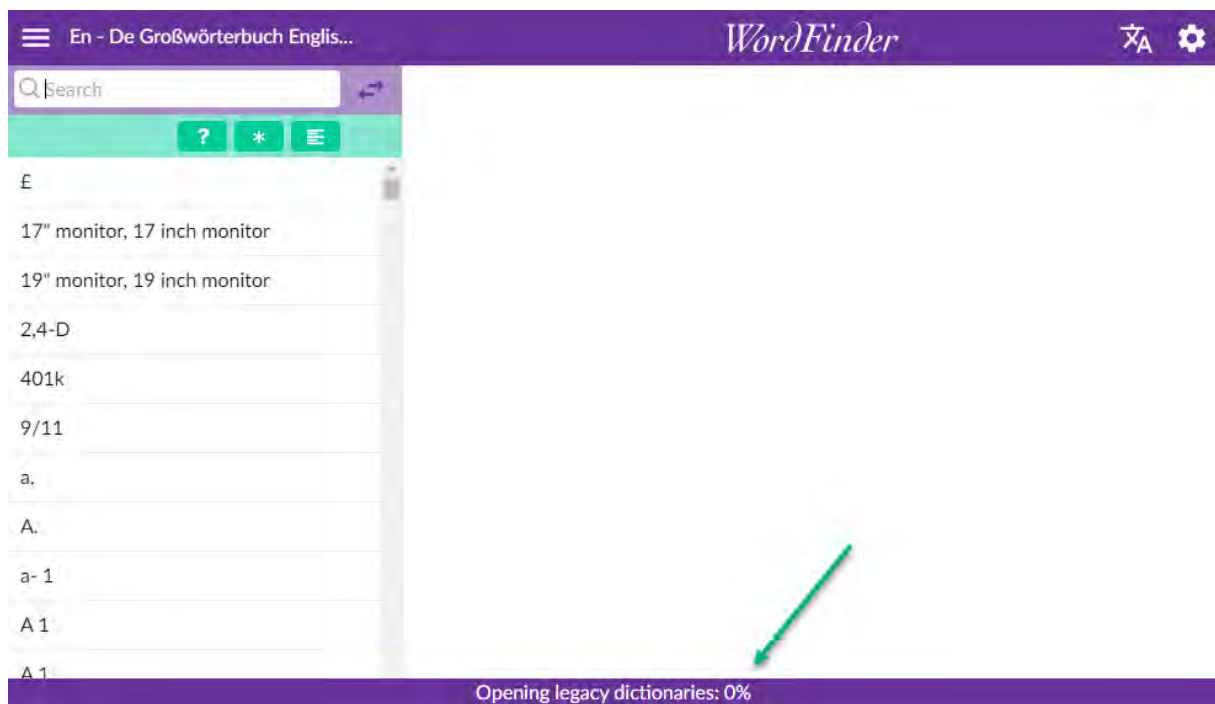 En - De Großwörterbuch Englis...
WordFinder
Search
? *
£
17" monitor, 17 inch monitor
19" monitor, 19 inch monitor
2,4-D
401k
9/11
a.
A.
a- 1
A 1
A 1
Opening legacy dictionaries: 0%